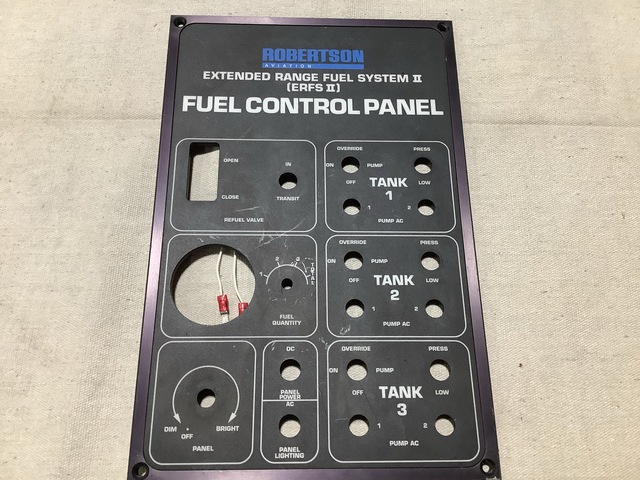 ROBERTSON
AVIATION
EXTENDED RANGE FUEL SYSTEM II
(ERFS II)
FUEL CONTROL PANEL
OPEN
IN
CLOSE
TRANSIT
REFUEL VALVE
OVERRIDE
PRESS
ON
PUMP
OFF
TANK
1
LOW
1
2
PUMP AC
1
2
3
TOTAL
FUEL
QUANTITY
OVERRIDE
PRESS
ON
PUMP
OFF
TANK
2
LOW
1
2
PUMP AC
DIM
OFF
BRIGHT
PANEL
DC
PANEL
POWER
AC
PANEL
LIGHTING
OVERRIDE
PRESS
ON
PUMP
OFF
TANK
3
LOW
1
2
PUMP AC